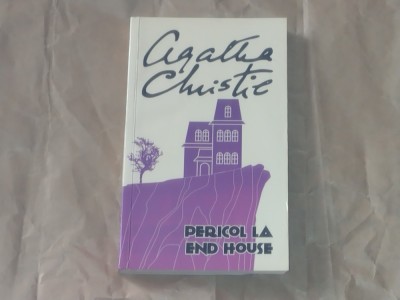 Agatha
Christie
PERICOL LA
END HOUSE